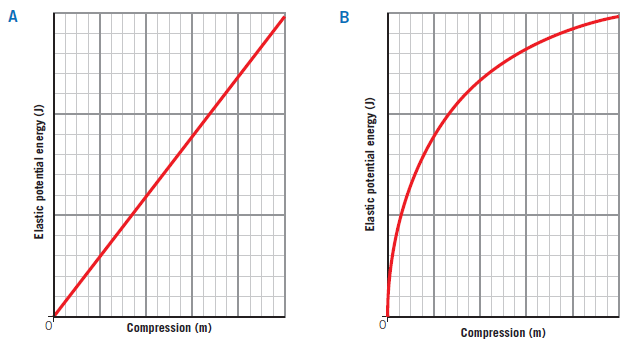 A
Elastic potential energy (J)
0
Compression (m)
B
Elastic potential energy (J)
0
Compression (m)